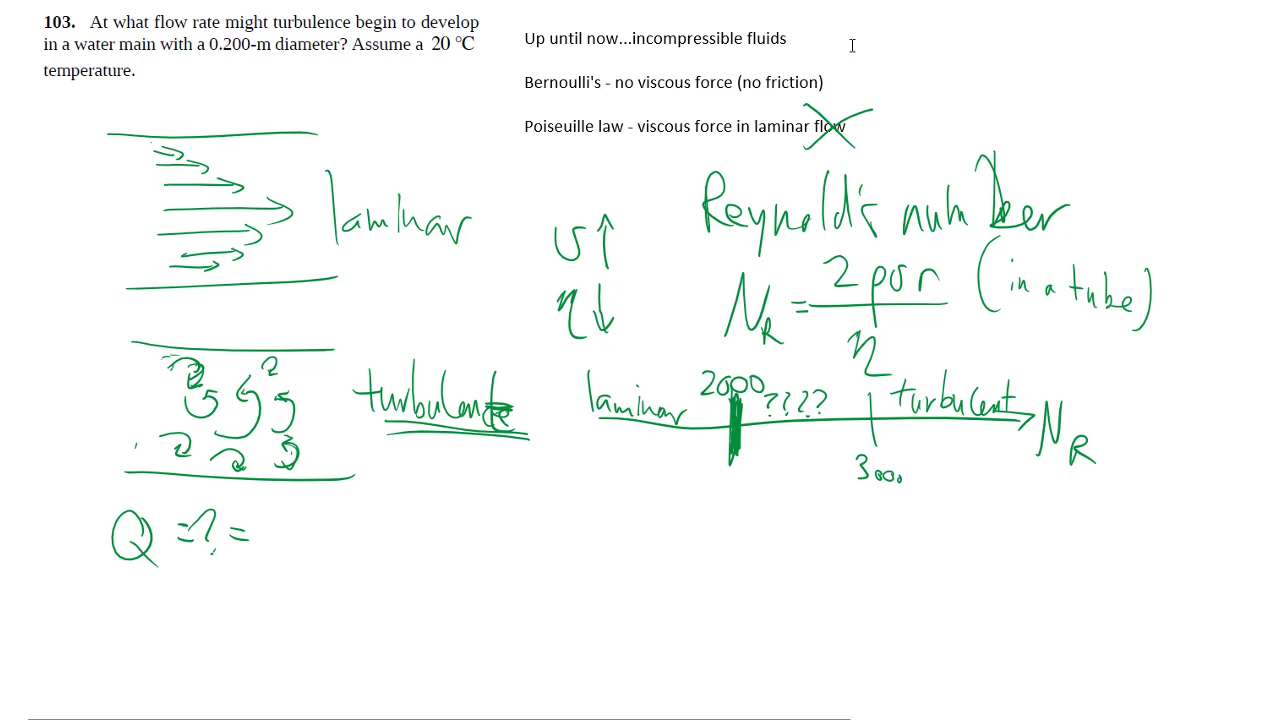 103. At what flow rate might turbulence begin to develop
in a water main with a 0.200-m diameter? Assume a 20 °C
temperature.
Up until now...incompressible fluids
Bernoulli's - no viscous force (no friction)
Poiseuille law - viscous force in laminar flow
laminar
υ↑
η↓
Reynold's number
N_R = 2ρυr / η (in a tube)
turbulent
laminar 2000 ???? turbulent N_R
3000
Q =?=